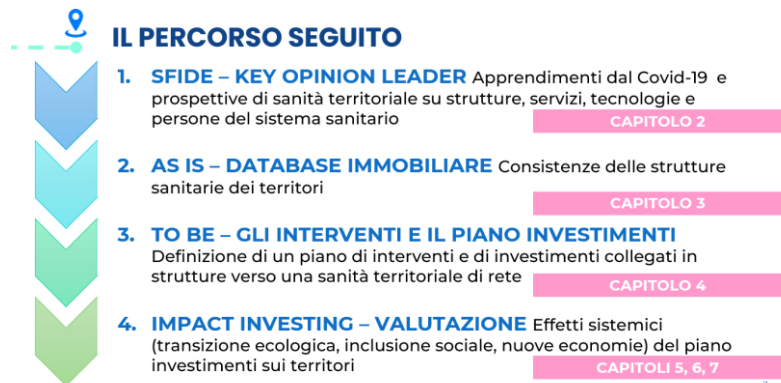 IL PERCORSO SEGUITO
1. SFIDE – KEY OPINION LEADER Apprendimenti dal Covid-19 e
prospettive di sanità territoriale su strutture, servizi, tecnologie e
persone del sistema sanitario
CAPITOLO 2
2. AS IS – DATABASE IMMOBILIARE Consistenze delle strutture
sanitarie dei territori
CAPITOLO 3
3. TO BE – GLI INTERVENTI E IL PIANO INVESTIMENTI
Definizione di un piano di interventi e di investimenti collegati in
strutture verso una sanità territoriale di rete
CAPITOLO 4
4. IMPACT INVESTING – VALUTAZIONE Effetti sistemici
(transizione ecologica, inclusione sociale, nuove economie) del piano
investimenti sui territori
CAPITOLI 5, 6, 7